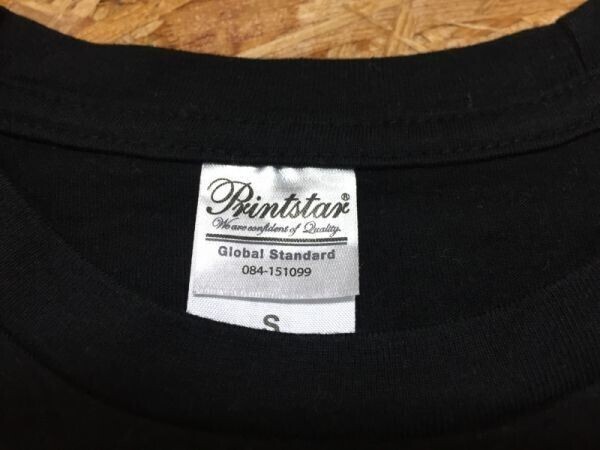 Printstar®
We are confident of Quality.
Global Standard
084-151099
S